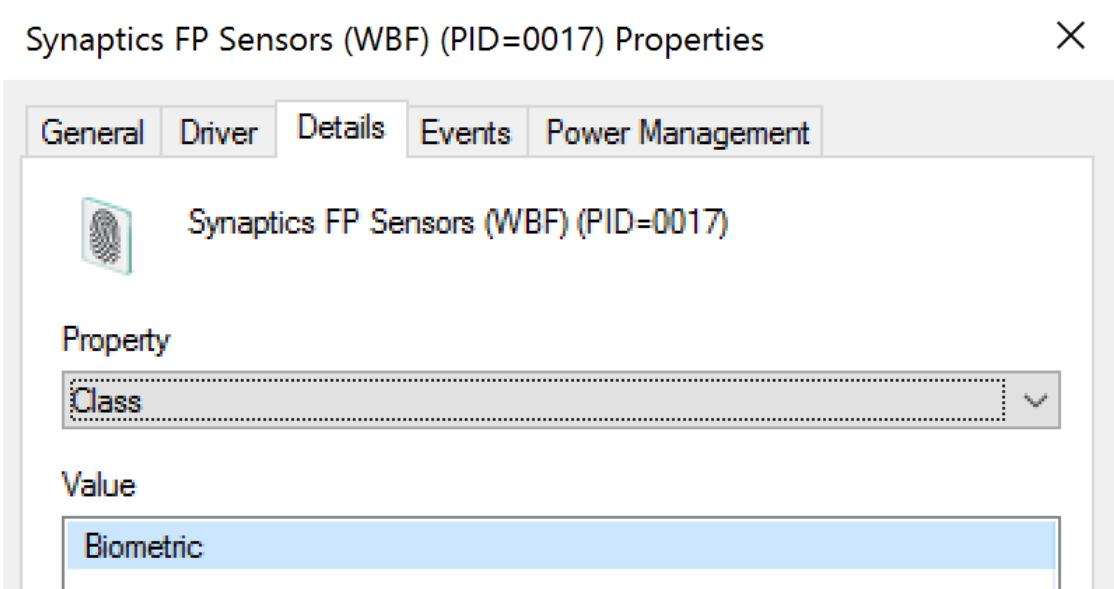 Synaptics FP Sensors (WBF) (PID=0017) Properties
General Driver Details Events Power Management
Synaptics FP Sensors (WBF) (PID=0017)
Property
Class
Value
Biometric